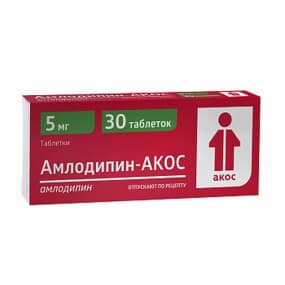 5 мг
30 таблеток
Таблетки
Амлодипин-АКОС
амлодипин
ОТПУСКАЮТ ПО РЕЦЕПТУ
акос